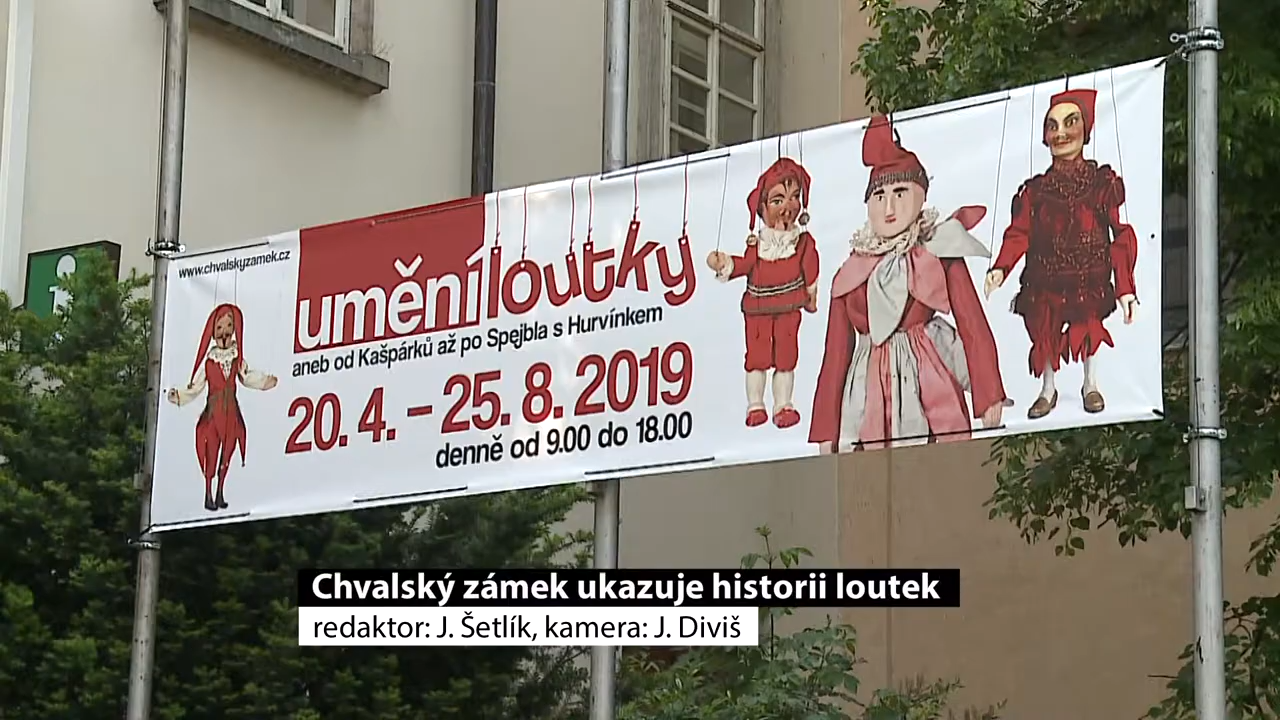 www.chvalskyzamek.cz
uměníloutky
aneb od Kašpárků až po Spejbla s Hurvínkem
20. 4. – 25. 8. 2019
denně od 9.00 do 18.00
i
Chvalský zámek ukazuje historii loutek
redaktor: J. Šetlík, kamera: J. Diviš